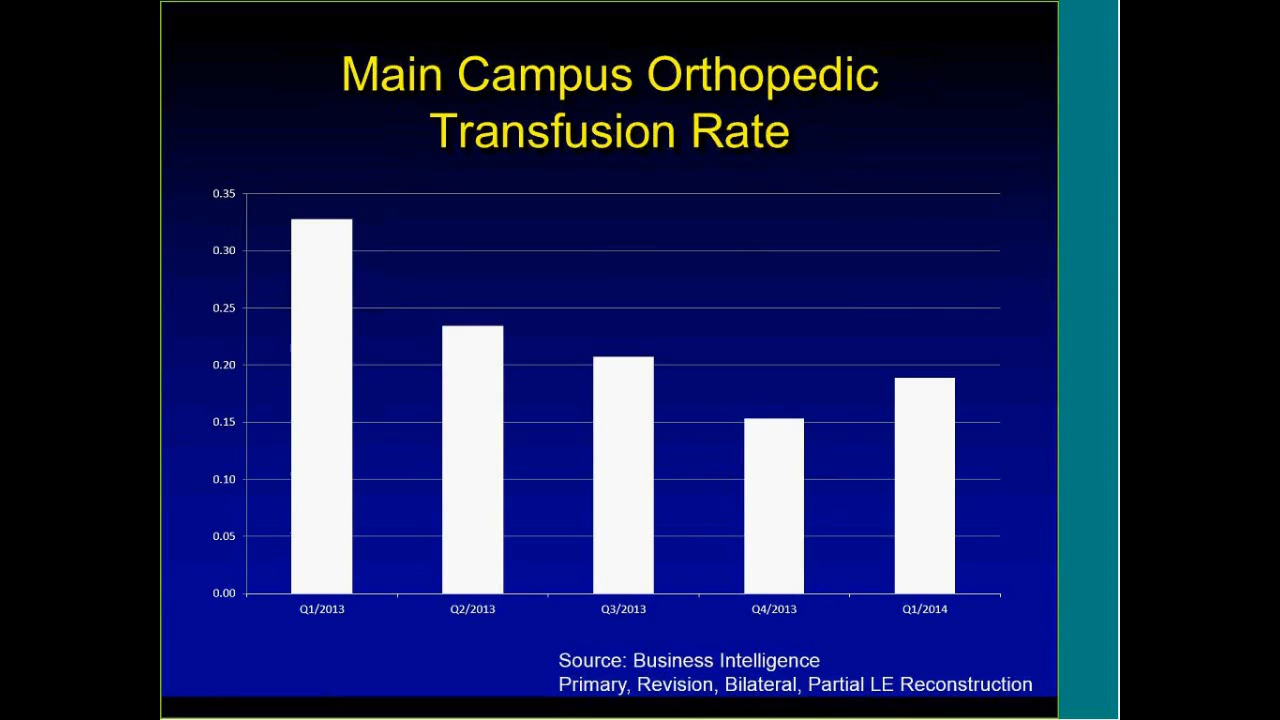 Main Campus Orthopedic
Transfusion Rate
0.35
0.30
0.25
0.20
0.15
0.10
0.05
0.00
Q1/2013 Q2/2013 Q3/2013 Q4/2013 Q1/2014
Source: Business Intelligence
Primary, Revision, Bilateral, Partial LE Reconstruction